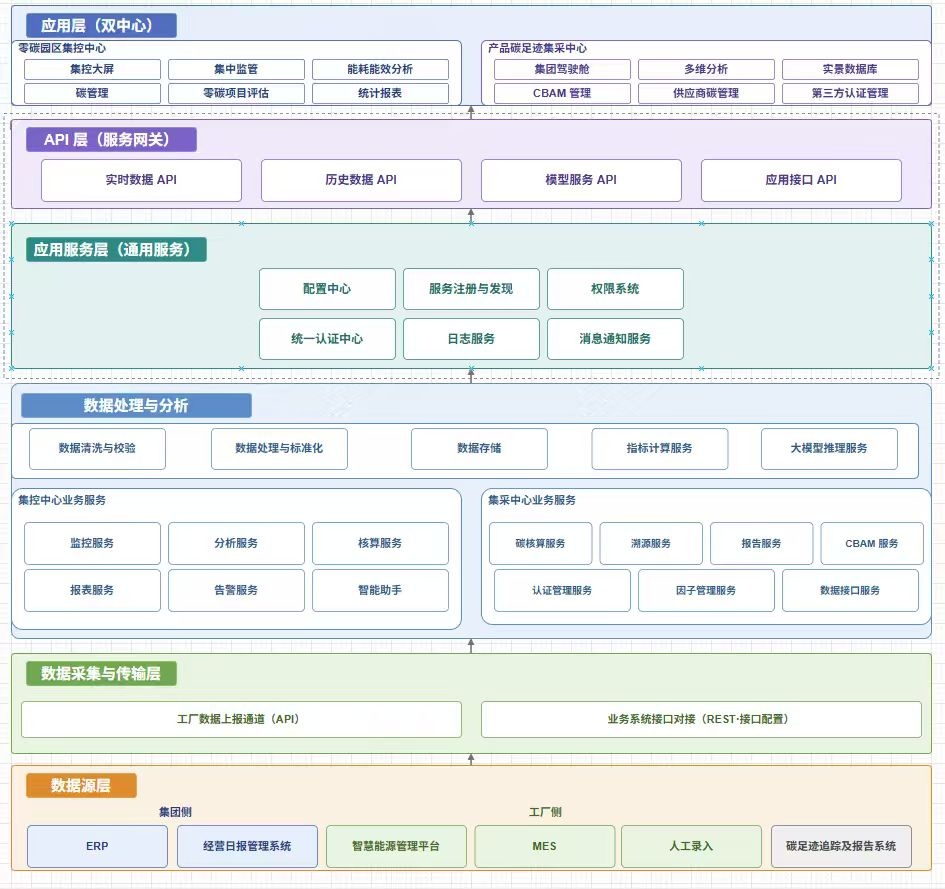 应用层（双中心）
零碳园区集控中心
集控大屏
集中监管
能耗能效分析
碳管理
零碳项目评估
统计报表
产品碳足迹集采中心
集团驾驶舱
多维分析
实景数据库
CBAM 管理
供应商碳管理
第三方认证管理
API 层（服务网关）
实时数据 API
历史数据 API
模型服务 API
应用接口 API
应用服务层（通用服务）
配置中心
服务注册与发现
权限系统
统一认证中心
日志服务
消息通知服务
数据处理与分析
数据清洗与校验
数据处理与标准化
数据存储
指标计算服务
大模型推理服务
集控中心业务服务
监控服务
分析服务
核算服务
报表服务
告警服务
智能助手
集采中心业务服务
碳核算服务
溯源服务
报告服务
CBAM 服务
认证管理服务
因子管理服务
数据接口服务
数据采集与传输层
工厂数据上报通道（API）
业务系统接口对接（REST·接口配置）
数据源层
集团侧
工厂侧
ERP
经营日报管理系统
智慧能源管理平台
MES
人工录入
碳足迹追踪及报告系统